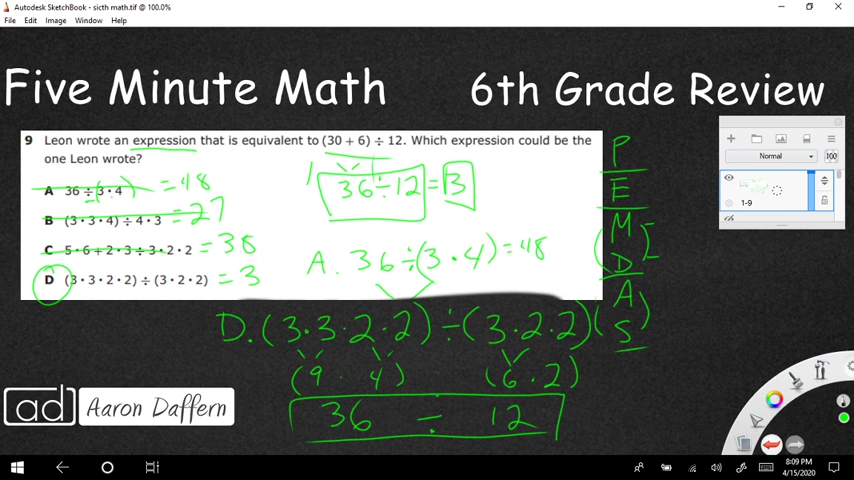 Autodesk SketchBook - sicth math.tif @ 100.0%
File Edit Image Window Help
Five Minute Math
6th Grade Review
9 Leon wrote an expression that is equivalent to (30 + 6) ÷ 12. Which expression could be the
one Leon wrote?
A 36 ÷ 3 • 4 = 48
B (3 • 3 • 4) ÷ 4 • 3 = 27
C 5 • 6 + 2 • 3 ÷ 3 • 2 • 2 = 38
D (3 • 3 • 2 • 2) ÷ (3 • 2 • 2) = 3
36 ÷ 12 = 3
A. 36 ÷ (3 • 4) = 48
D. (3 • 3 • 2 • 2) ÷ (3 • 2 • 2)
(9 • 4) (6 • 2)
36 ÷ 12
P
E
M
D
A
S
Normal
100
1-9
ad Aaron Daffern
8:09 PM
4/15/2020